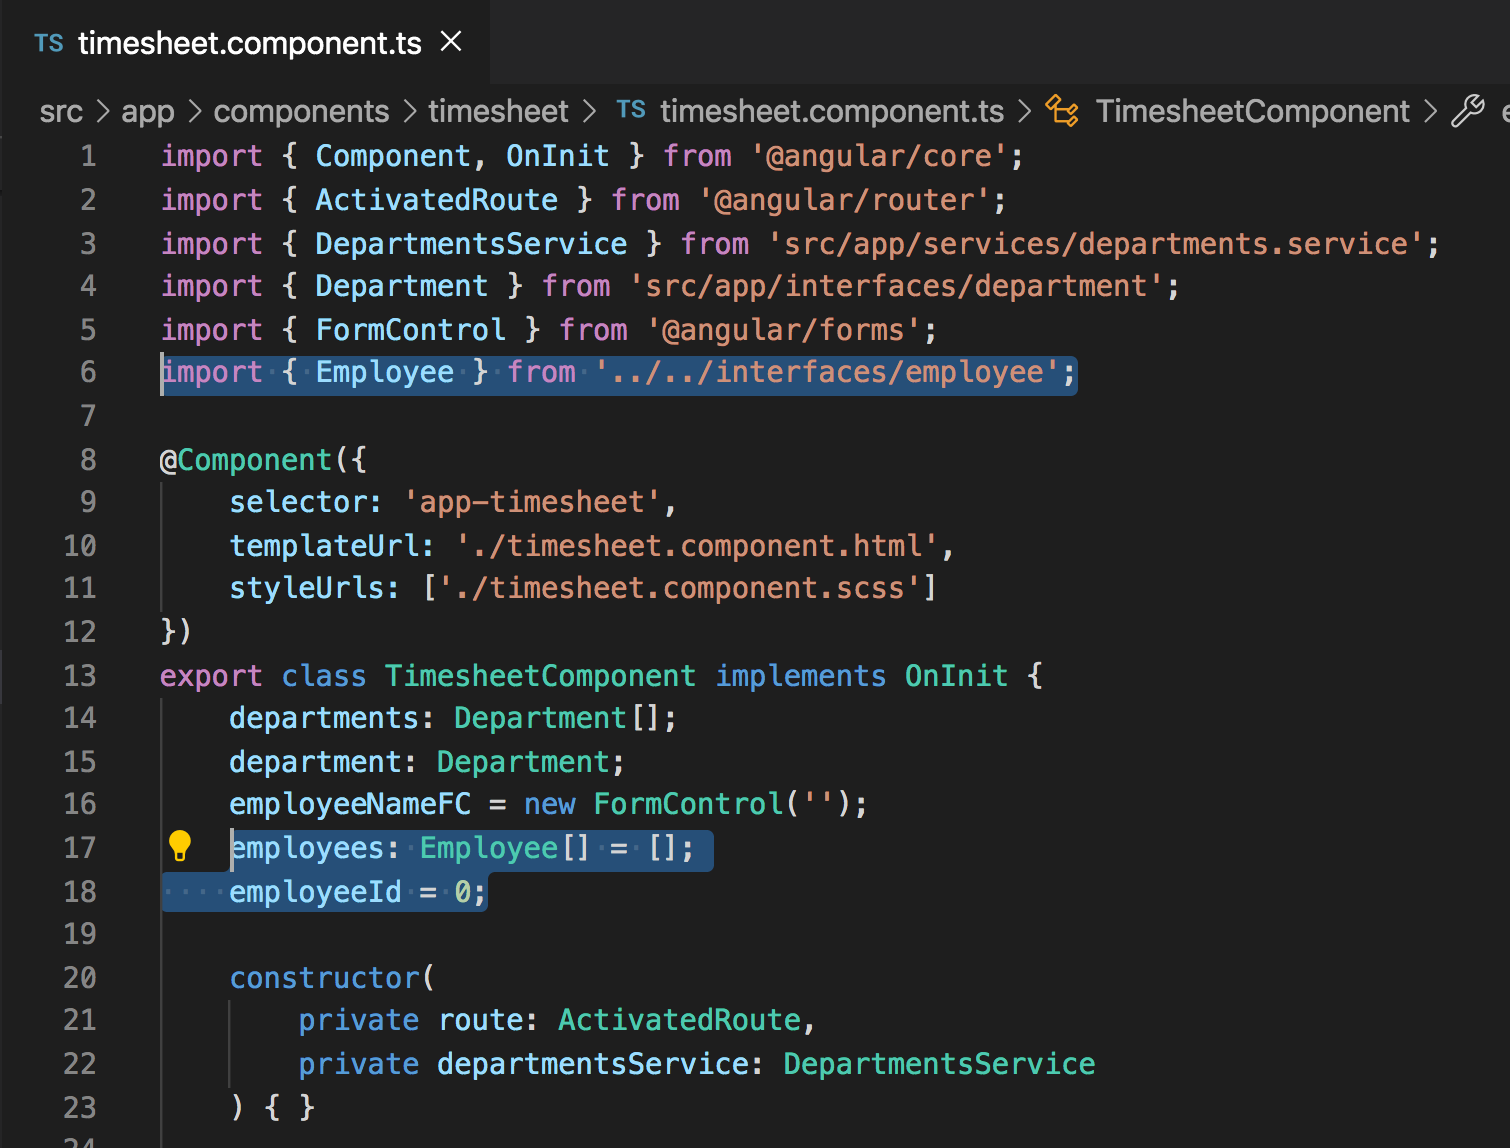 TS timesheet.component.ts ×
src > app > components > timesheet > TS timesheet.component.ts > TimesheetComponent >
1 import { Component, OnInit } from '@angular/core';
2 import { ActivatedRoute } from '@angular/router';
3 import { DepartmentsService } from 'src/app/services/departments.service';
4 import { Department } from 'src/app/interfaces/department';
5 import { FormControl } from '@angular/forms';
6 import { Employee } from '../../interfaces/employee';
7
8 @Component({
9     selector: 'app-timesheet',
10     templateUrl: './timesheet.component.html',
11     styleUrls: ['./timesheet.component.scss']
12 })
13 export class TimesheetComponent implements OnInit {
14     departments: Department[];
15     department: Department;
16     employeeNameFC = new FormControl('');
17     employees: Employee[] = [];
18     employeeId = 0;
19
20     constructor(
21         private route: ActivatedRoute,
22         private departmentsService: DepartmentsService
23     ) { }
24